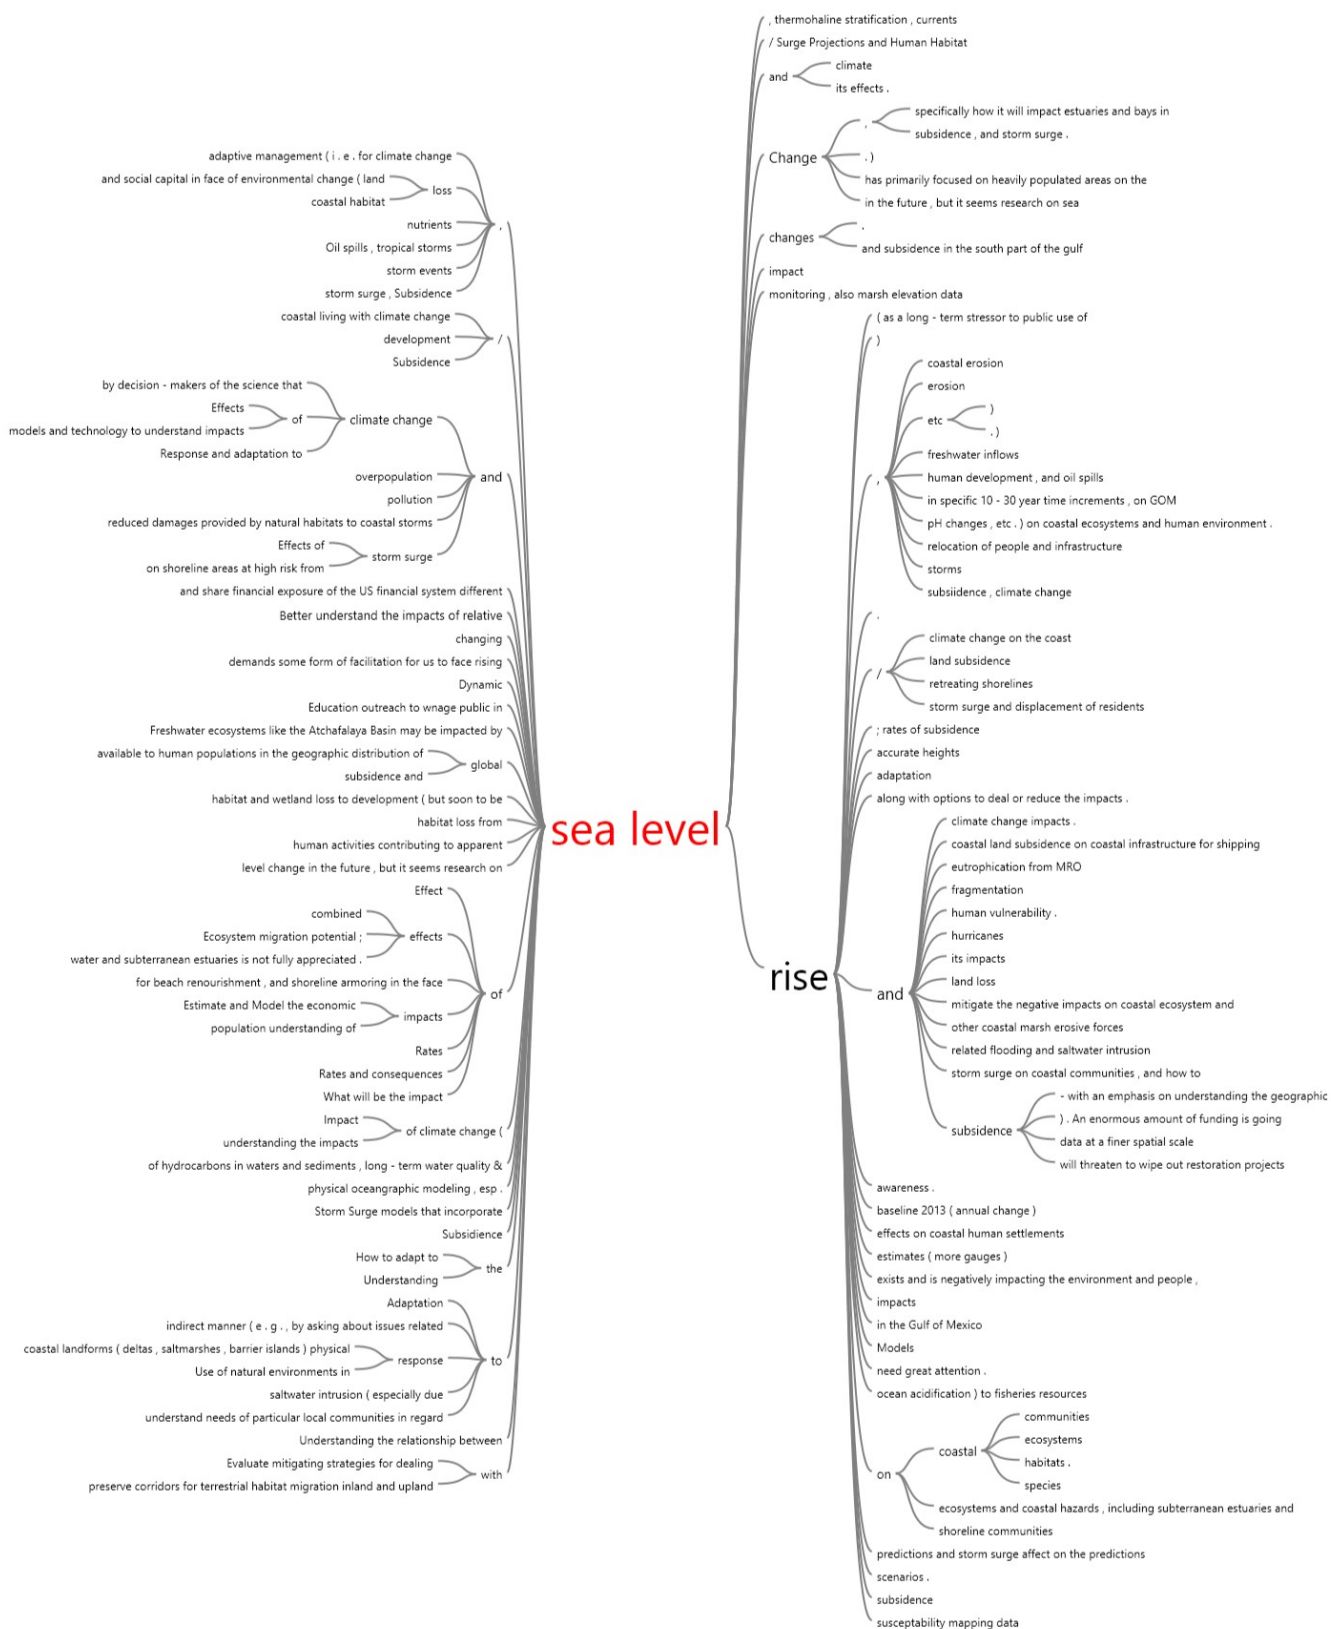 adaptive management ( i . e . for climate change
and social capital in face of environmental change ( land
coastal habitat
loss
nutrients
Oil spills , tropical storms
storm events
storm surge , Subsidence
,
coastal living with climate change
development
Subsidence
/
by decision - makers of the science that
Effects
models and technology to understand impacts
of
Response and adaptation to
climate change
overpopulation
pollution
reduced damages provided by natural habitats to coastal storms
Effects of
on shoreline areas at high risk from
storm surge
and
and share financial exposure of the US financial system different
Better understand the impacts of relative
changing
demands some form of facilitation for us to face rising
Dynamic
Education outreach to wnage public in
Freshwater ecosystems like the Atchafalaya Basin may be impacted by
available to human populations in the geographic distribution of
subsidence and
global
habitat and wetland loss to development ( but soon to be
habitat loss from
human activities contributing to apparent
level change in the future , but it seems research on
Effect
combined
Ecosystem migration potential ;
water and subterranean estuaries is not fully appreciated .
effects
for beach renourishment , and shoreline armoring in the face
Estimate and Model the economic
population understanding of
impacts
Rates
Rates and consequences
What will be the impact
of
Impact
understanding the impacts
of climate change (
of hydrocarbons in waters and sediments , long - term water quality &
physical oceangraphic modeling , esp .
Storm Surge models that incorporate
Subsidience
How to adapt to
Understanding
the
Adaptation
indirect manner ( e . g . , by asking about issues related
coastal landforms ( deltas , saltmarshes , barrier islands ) physical
Use of natural environments in
response
saltwater intrusion ( especially due
understand needs of particular local communities in regard
to
Understanding the relationship between
Evaluate mitigating strategies for dealing
preserve corridors for terrestrial habitat migration inland and upland
with
sea level
, thermohaline stratification , currents
/ Surge Projections and Human Habitat
and
climate
its effects .
Change
,
specifically how it will impact estuaries and bays in
subsidence , and storm surge .
. )
has primarily focused on heavily populated areas on the
in the future , but it seems research on sea
changes
.
and subsidence in the south part of the gulf
impact
monitoring , also marsh elevation data
rise
( as a long - term stressor to public use of
)
,
coastal erosion
erosion
etc
)
. )
freshwater inflows
human development , and oil spills
in specific 10 - 30 year time increments , on GOM
pH changes , etc . ) on coastal ecosystems and human environment .
relocation of people and infrastructure
storms
subsiidence , climate change
.
/
climate change on the coast
land subsidence
retreating shorelines
storm surge and displacement of residents
; rates of subsidence
accurate heights
adaptation
along with options to deal or reduce the impacts .
and
climate change impacts .
coastal land subsidence on coastal infrastructure for shipping
eutrophication from MRO
fragmentation
human vulnerability .
hurricanes
its impacts
land loss
mitigate the negative impacts on coastal ecosystem and
other coastal marsh erosive forces
related flooding and saltwater intrusion
storm surge on coastal communities , and how to
subsidence
- with an emphasis on understanding the geographic
) . An enormous amount of funding is going
data at a finer spatial scale
will threaten to wipe out restoration projects
awareness .
baseline 2013 ( annual change )
effects on coastal human settlements
estimates ( more gauges )
exists and is negatively impacting the environment and people ,
impacts
in the Gulf of Mexico
Models
need great attention .
ocean acidification ) to fisheries resources
on
coastal
communities
ecosystems
habitats .
species
ecosystems and coastal hazards , including subterranean estuaries and
shoreline communities
predictions and storm surge affect on the predictions
scenarios .
subsidence
susceptability mapping data